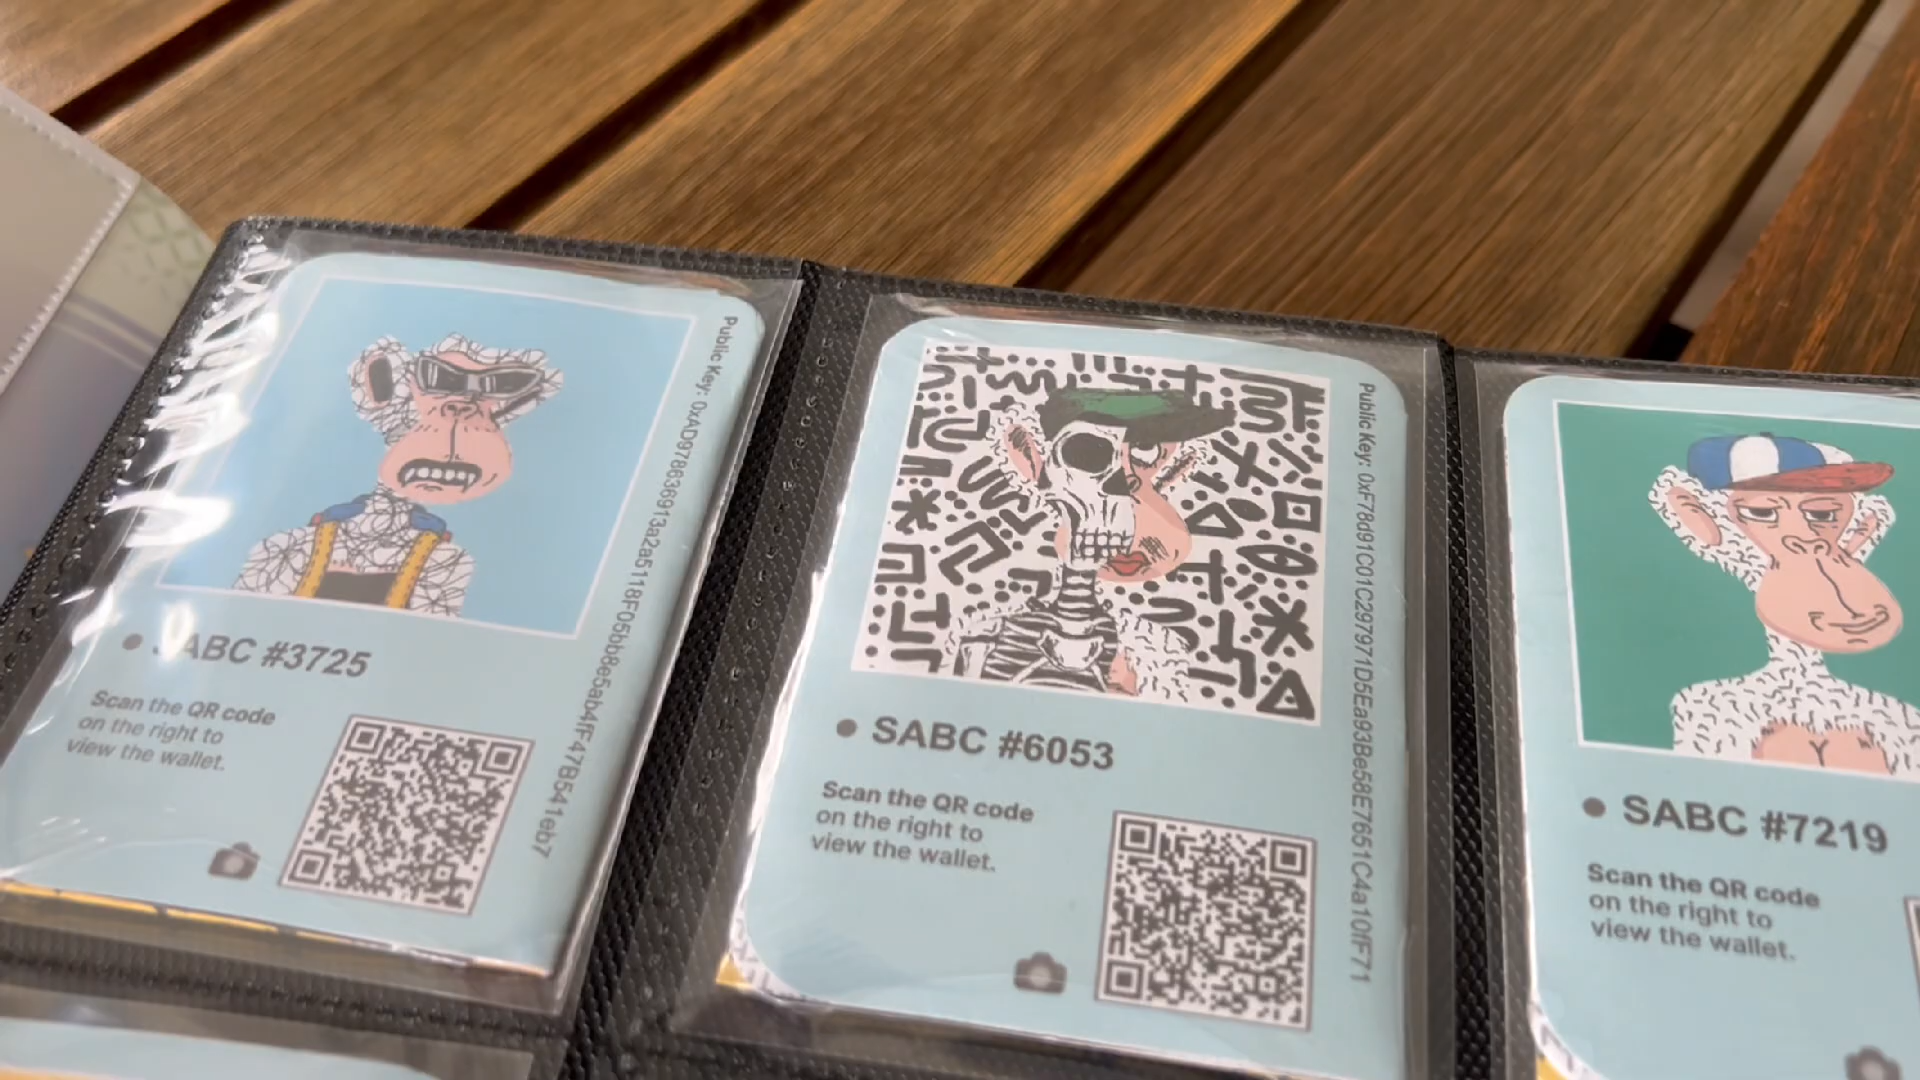 Public Key: 0xAD978636913a2a5118F05bb8e5ab4fF47B541eb7
SABC #3725
Scan the QR code
on the right to
view the wallet.
Public Key: 0xF78d91C01C297971D5Ea93Be58E7651C4a10fF71
SABC #6053
Scan the QR code
on the right to
view the wallet.
SABC #7219
Scan the QR code
on the right to
view the wallet.